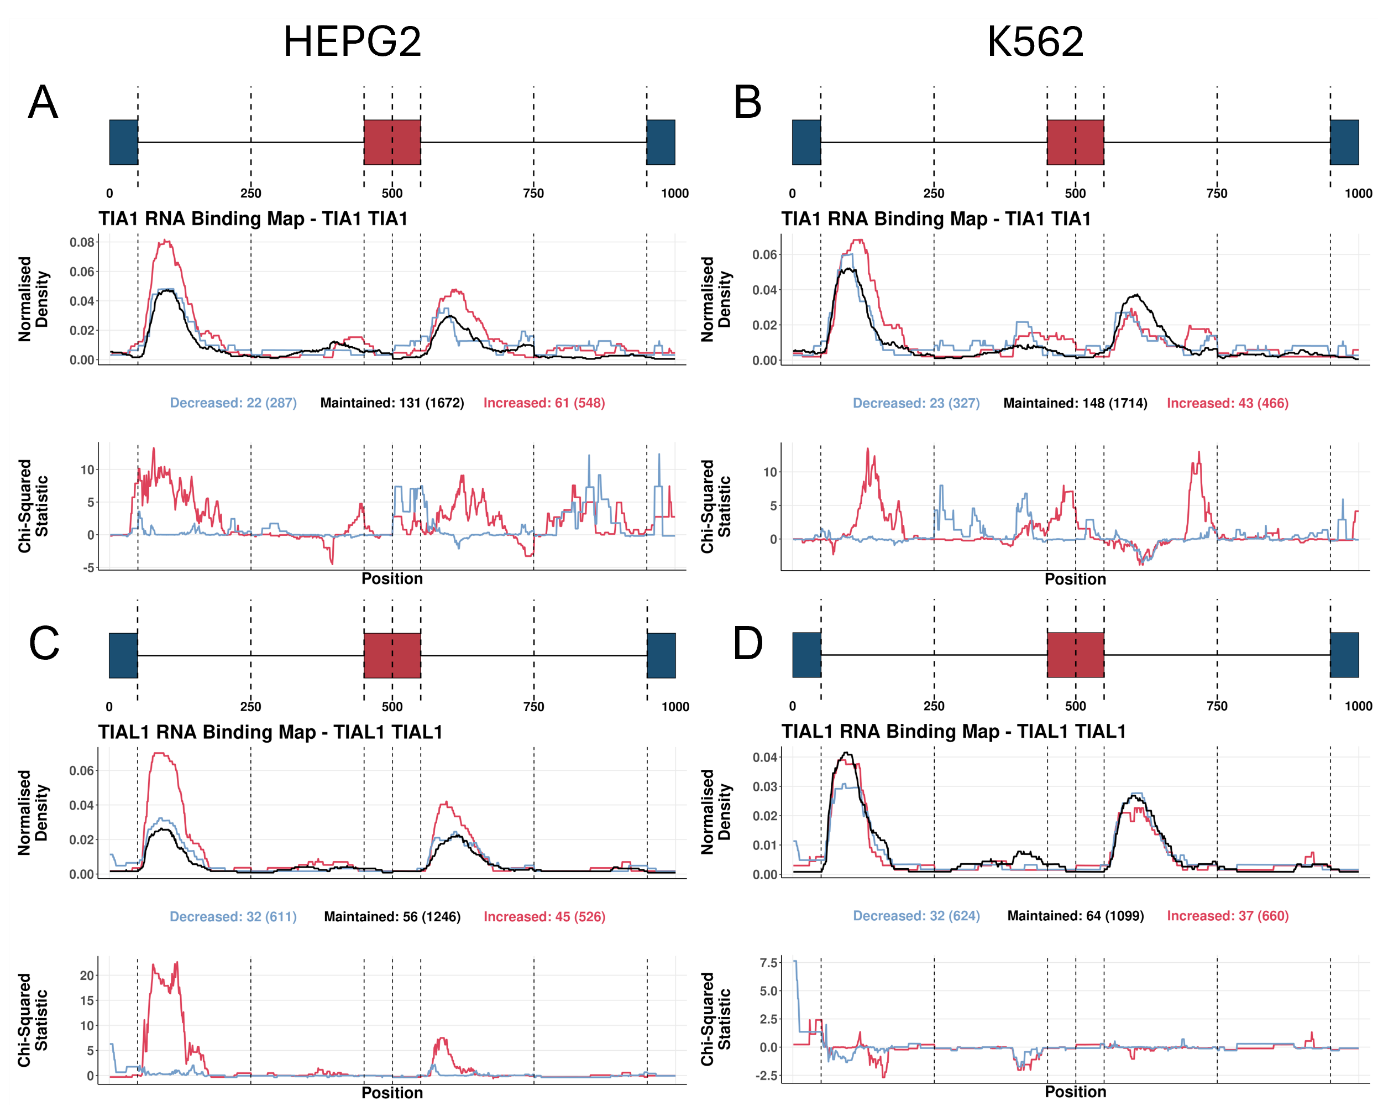 HEPG2
K562
A
0 250 500 750 1000
TIA1 RNA Binding Map - TIA1 TIA1
Normalised
Density
0.08
0.06
0.04
0.02
0.00
Decreased: 22 (287) Maintained: 131 (1672) Increased: 61 (548)
Chi-Squared
Statistic
10
5
0
-5
Position
B
0 250 500 750 1000
TIA1 RNA Binding Map - TIA1 TIA1
Normalised
Density
0.06
0.04
0.02
0.00
Decreased: 23 (327) Maintained: 148 (1714) Increased: 43 (466)
Chi-Squared
Statistic
10
5
0
Position
C
0 250 500 750 1000
TIAL1 RNA Binding Map - TIAL1 TIAL1
Normalised
Density
0.06
0.04
0.02
0.00
Decreased: 32 (611) Maintained: 56 (1246) Increased: 45 (526)
Chi-Squared
Statistic
20
15
10
5
0
Position
D
0 250 500 750 1000
TIAL1 RNA Binding Map - TIAL1 TIAL1
Normalised
Density
0.04
0.03
0.02
0.01
0.00
Decreased: 32 (624) Maintained: 64 (1099) Increased: 37 (660)
Chi-Squared
Statistic
7.5
5.0
2.5
0.0
-2.5
Position